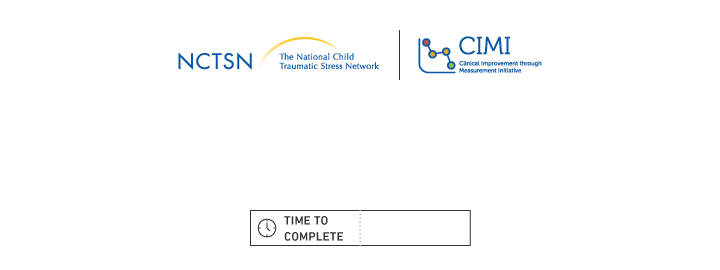 NCTSN
The National Child
Traumatic Stress Network
CIMI
Clinical Improvement through
Measurement Initiative
TIME TO
COMPLETE